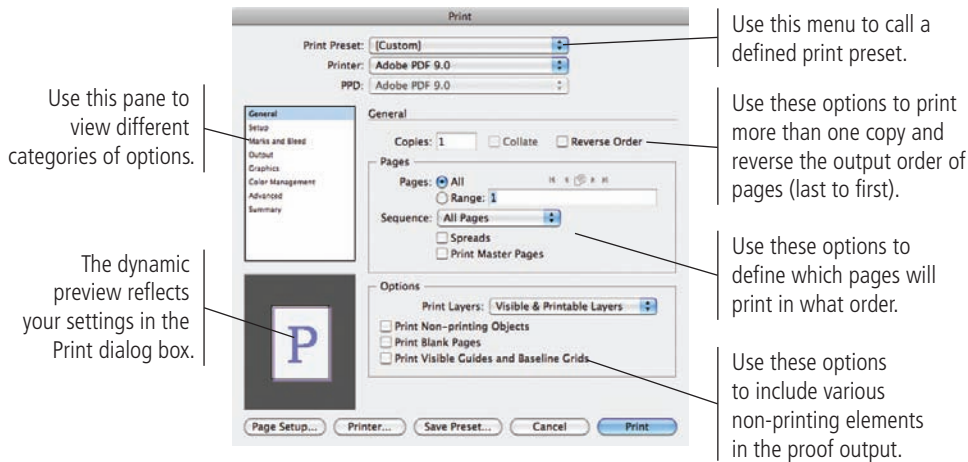 Print
Print Preset: [Custom]
Printer: Adobe PDF 9.0
PPD: Adobe PDF 9.0
General
Setup
Marks and Bleed
Output
Graphics
Color Management
Advanced
Summary
General
Copies: 1 Collate Reverse Order
Pages
Pages: All
Range: 1
Sequence: All Pages
Spreads
Print Master Pages
Options
Print Layers: Visible & Printable Layers
Print Non-printing Objects
Print Blank Pages
Print Visible Guides and Baseline Grids
P
Page Setup... Printer... Save Preset... Cancel Print
Use this pane to
view different
categories of options.
The dynamic
preview reflects
your settings in the
Print dialog box.
Use this menu to call a
defined print preset.
Use these options to print
more than one copy and
reverse the output order of
pages (last to first).
Use these options to
define which pages will
print in what order.
Use these options
to include various
non-printing elements
in the proof output.